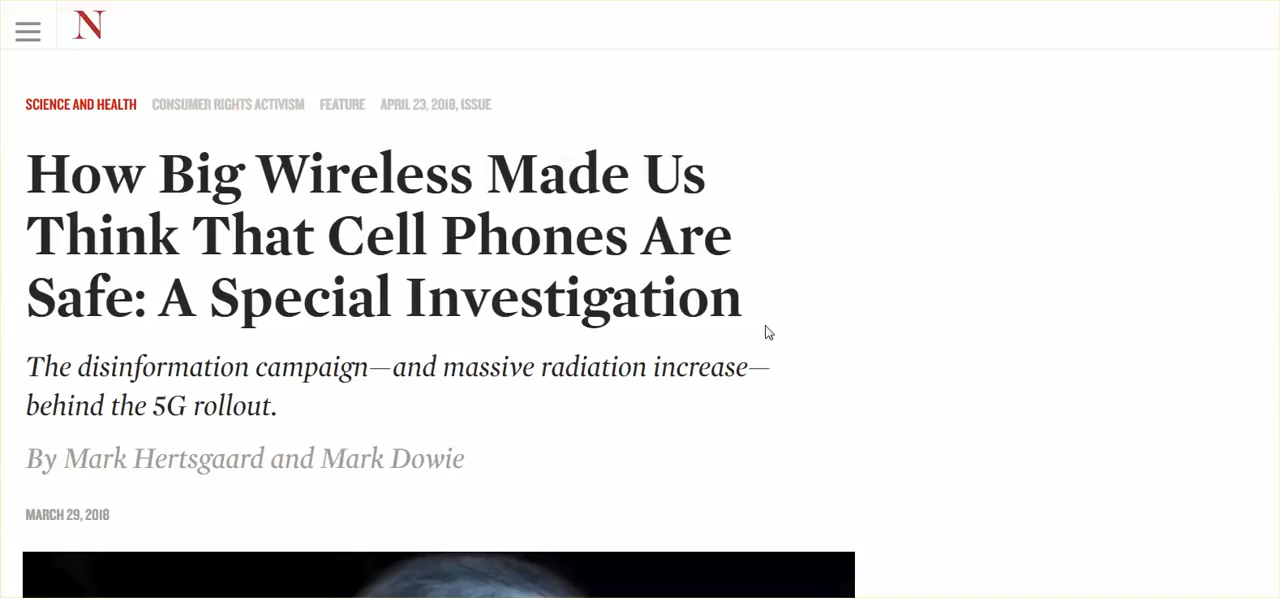 N
SCIENCE AND HEALTH CONSUMER RIGHTS ACTIVISM FEATURE APRIL 23, 2018, ISSUE
How Big Wireless Made Us
Think That Cell Phones Are
Safe: A Special Investigation
The disinformation campaign—and massive radiation increase—
behind the 5G rollout.
By Mark Hertsgaard and Mark Dowie
MARCH 29, 2018